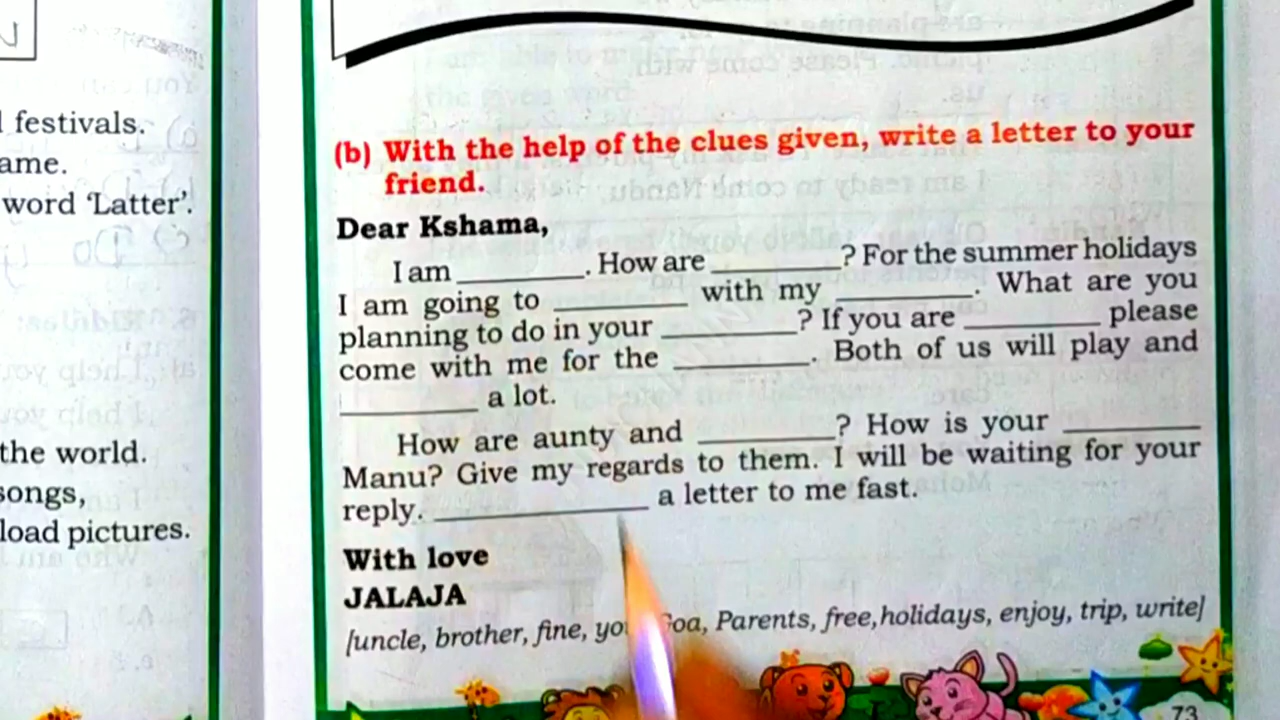 festivals.
ame.
word ‘Latter’.
the world.
songs,
load pictures.
(b) With the help of the clues given, write a letter to your
friend.
Dear Kshama,
I am ________. How are ________? For the summer holidays
I am going to ________ with my ________. What are you
planning to do in your ________? If you are ________ please
come with me for the ________. Both of us will play and
________ a lot.
How are aunty and ________? How is your ________
Manu? Give my regards to them. I will be waiting for your
reply. ____________ a letter to me fast.
With love
JALAJA
[uncle, brother, fine, Parents, free, holidays, enjoy, trip, write]
73